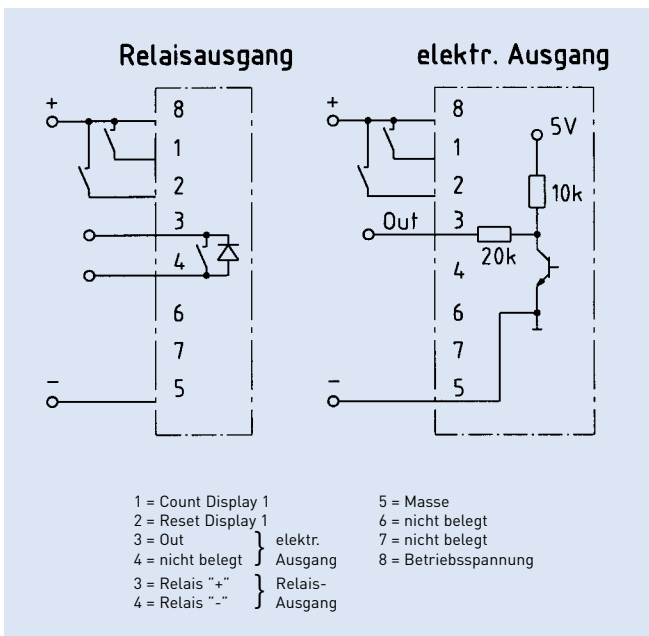 Relaisausgang
elektr. Ausgang
+
8
1
2
3
4
6
7
5
−
+
8
1
2
Out
3
4
6
7
5
−
5V
10k
20k
1 = Count Display 1
2 = Reset Display 1
3 = Out } elektr.
4 = nicht belegt } Ausgang
3 = Relais "+" } Relais-
4 = Relais "-" } Ausgang
5 = Masse
6 = nicht belegt
7 = nicht belegt
8 = Betriebsspannung